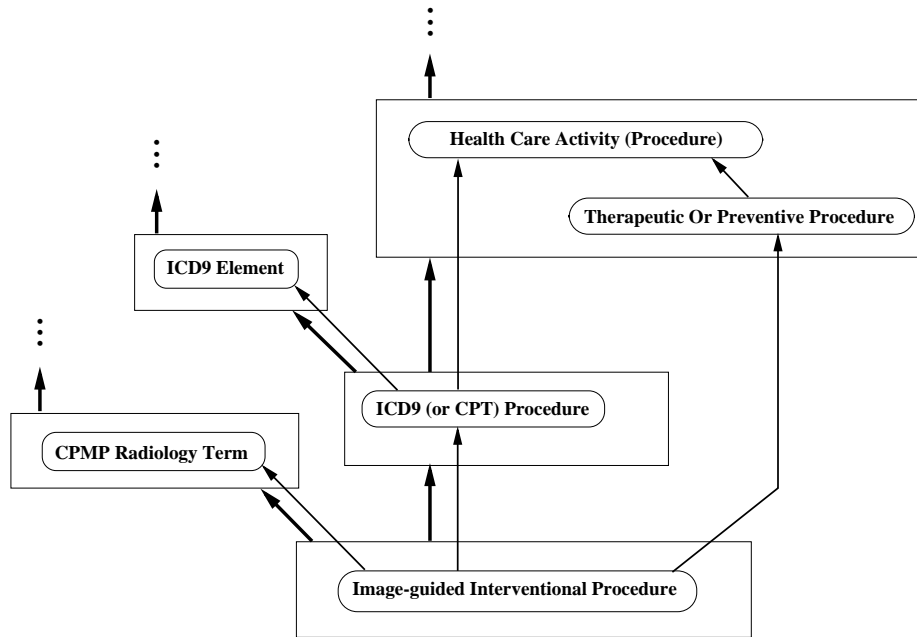 Health Care Activity (Procedure)
Therapeutic Or Preventive Procedure
ICD9 Element
ICD9 (or CPT) Procedure
CPMP Radiology Term
Image-guided Interventional Procedure